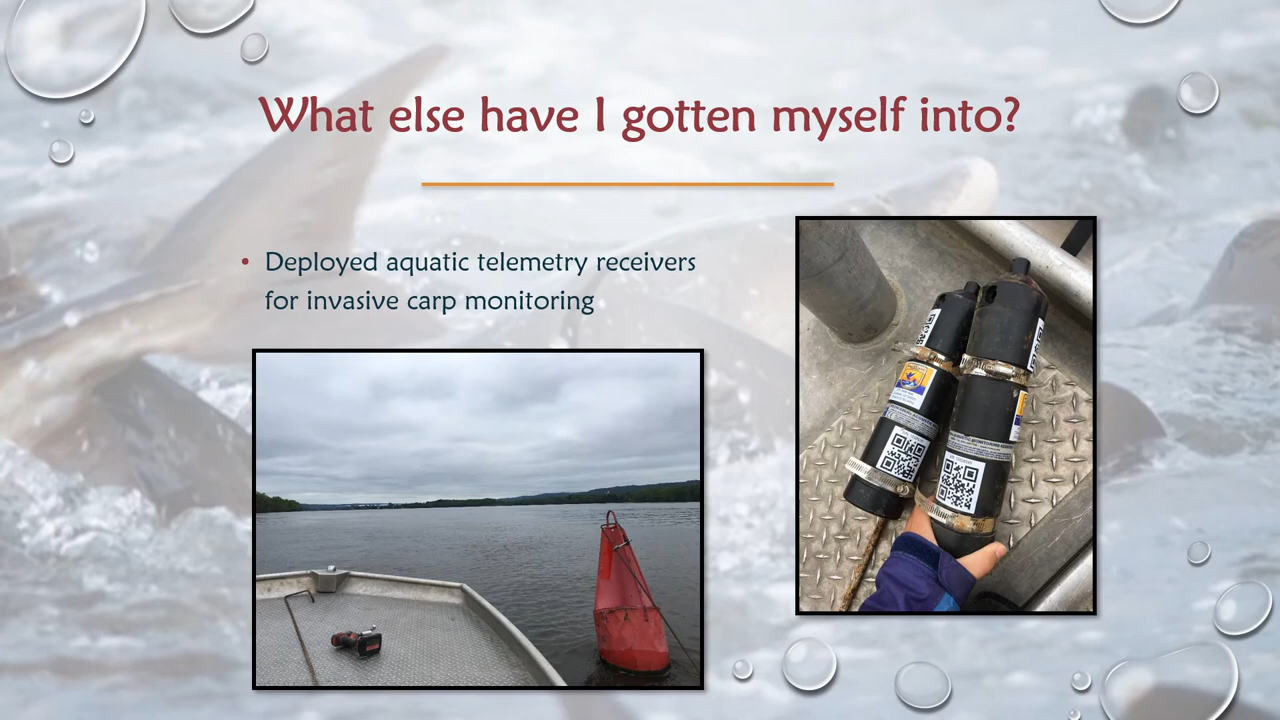 What else have I gotten myself into?
• Deployed aquatic telemetry receivers
for invasive carp monitoring